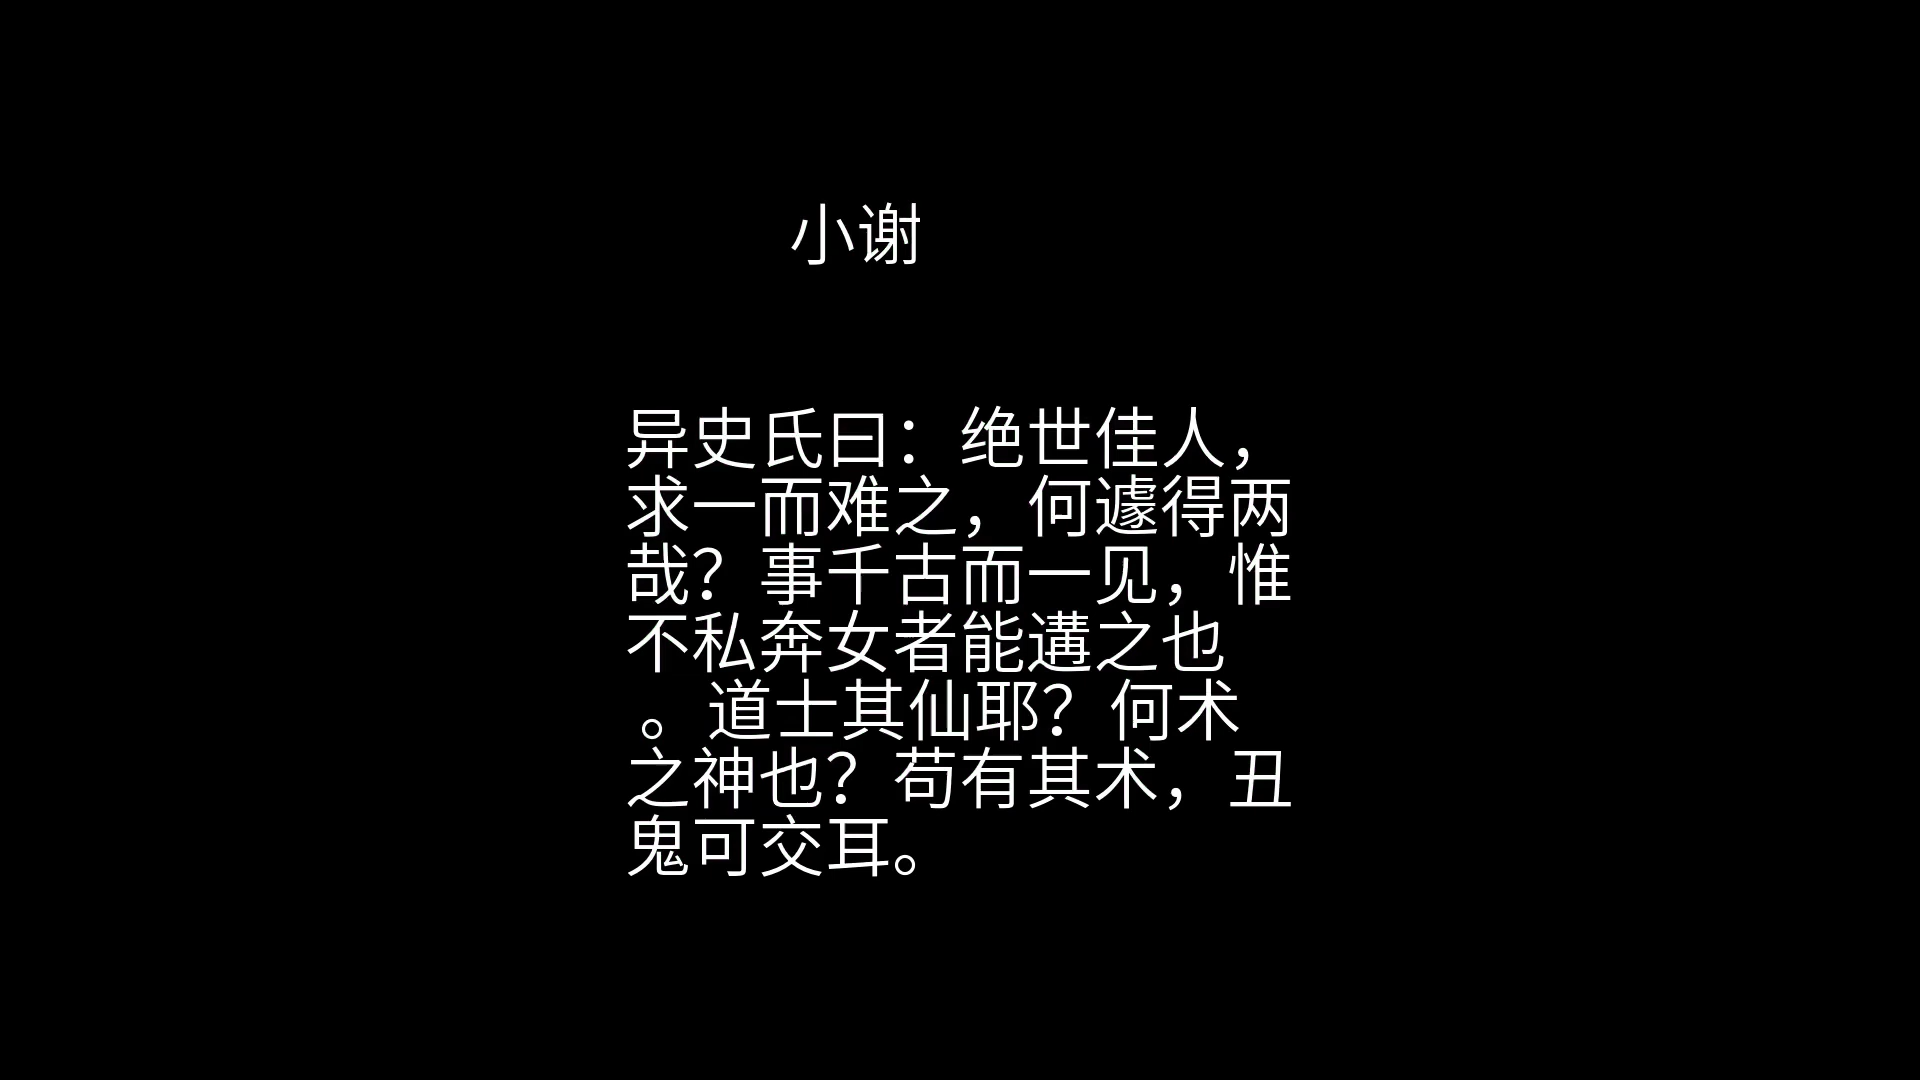 小谢
异史氏曰：绝世佳人，
求一而难之，何遽得两
哉？事千古而一见，惟
不私奔女者能遘之也
。道士其仙耶？何术
之神也？苟有其术，丑
鬼可交耳。